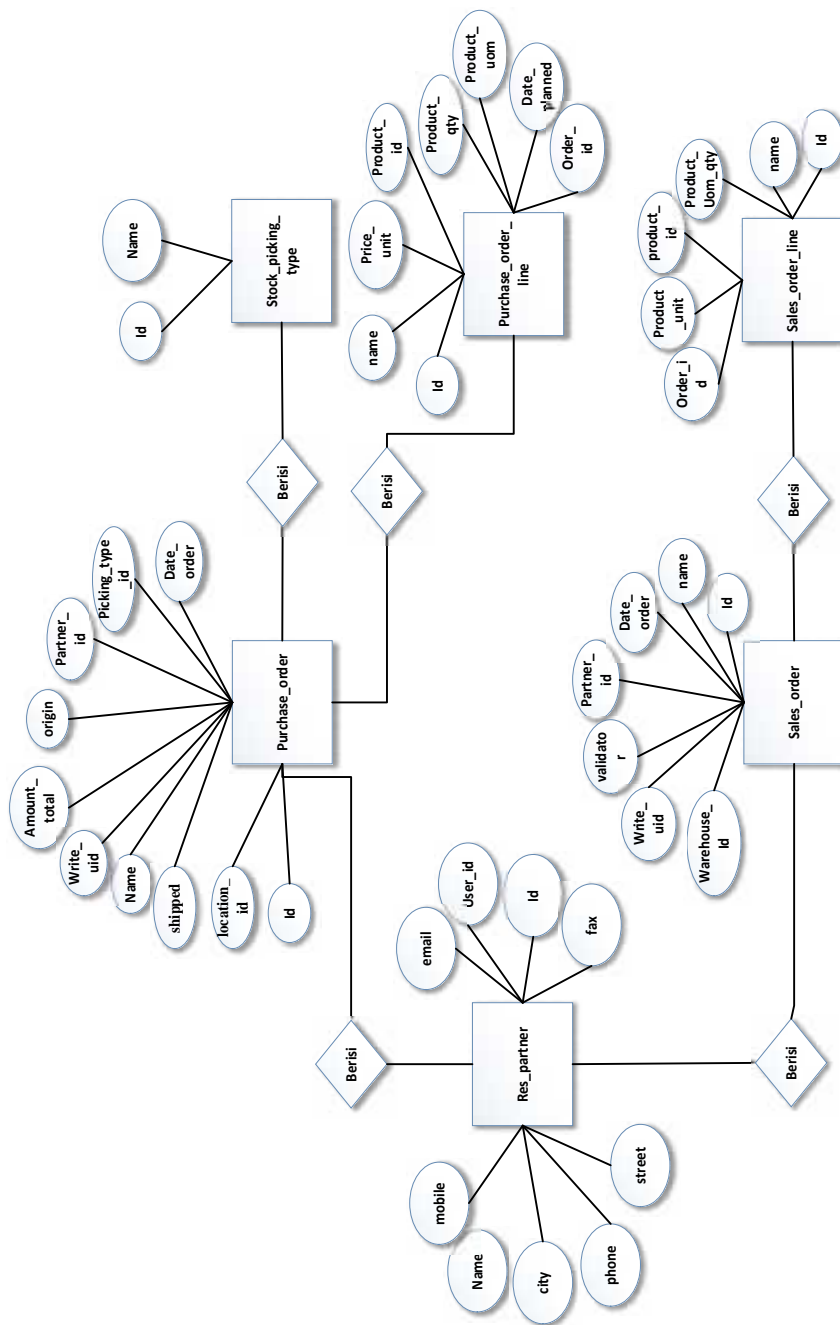 Amount_
total
Write_
uid
Name
shipped
location_
id
Id
origin
Partner_
id
Picking_type
_id
Date_
order
Purchase_order
Berisi
Stock_picking_
type
Id
Name
Berisi
Purchase_order_
line
Id
name
Price_
unit
Product_
id
Product_
qty
Product_
uom
Date_
planned
Order_
id
Berisi
Res_partner
email
User_id
Id
fax
mobile
Name
city
phone
street
Berisi
Sales_order
Warehouse_
Id
Write_
uid
validato
r
Partner_
id
Date_
order
name
Id
Berisi
Sales_order_line
Order_i
d
Product
_unit
product_
id
Product_
Uom_qty
name
Id